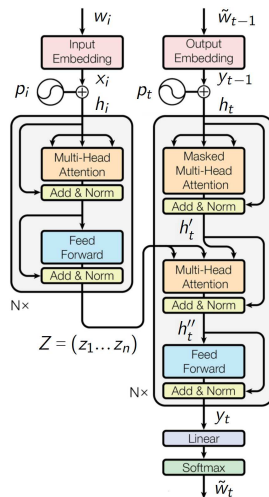 w_i
Input
Embedding
x_i
p_i
h_i
Multi-Head
Attention
Add & Norm
Feed
Forward
Add & Norm
N×
Z = (z_1 ... z_n)
w̃_{t−1}
Output
Embedding
y_{t−1}
p_t
h_t
Masked
Multi-Head
Attention
Add & Norm
h'_t
Multi-Head
Attention
Add & Norm
h''_t
Feed
Forward
Add & Norm
N×
y_t
Linear
Softmax
w̃_t